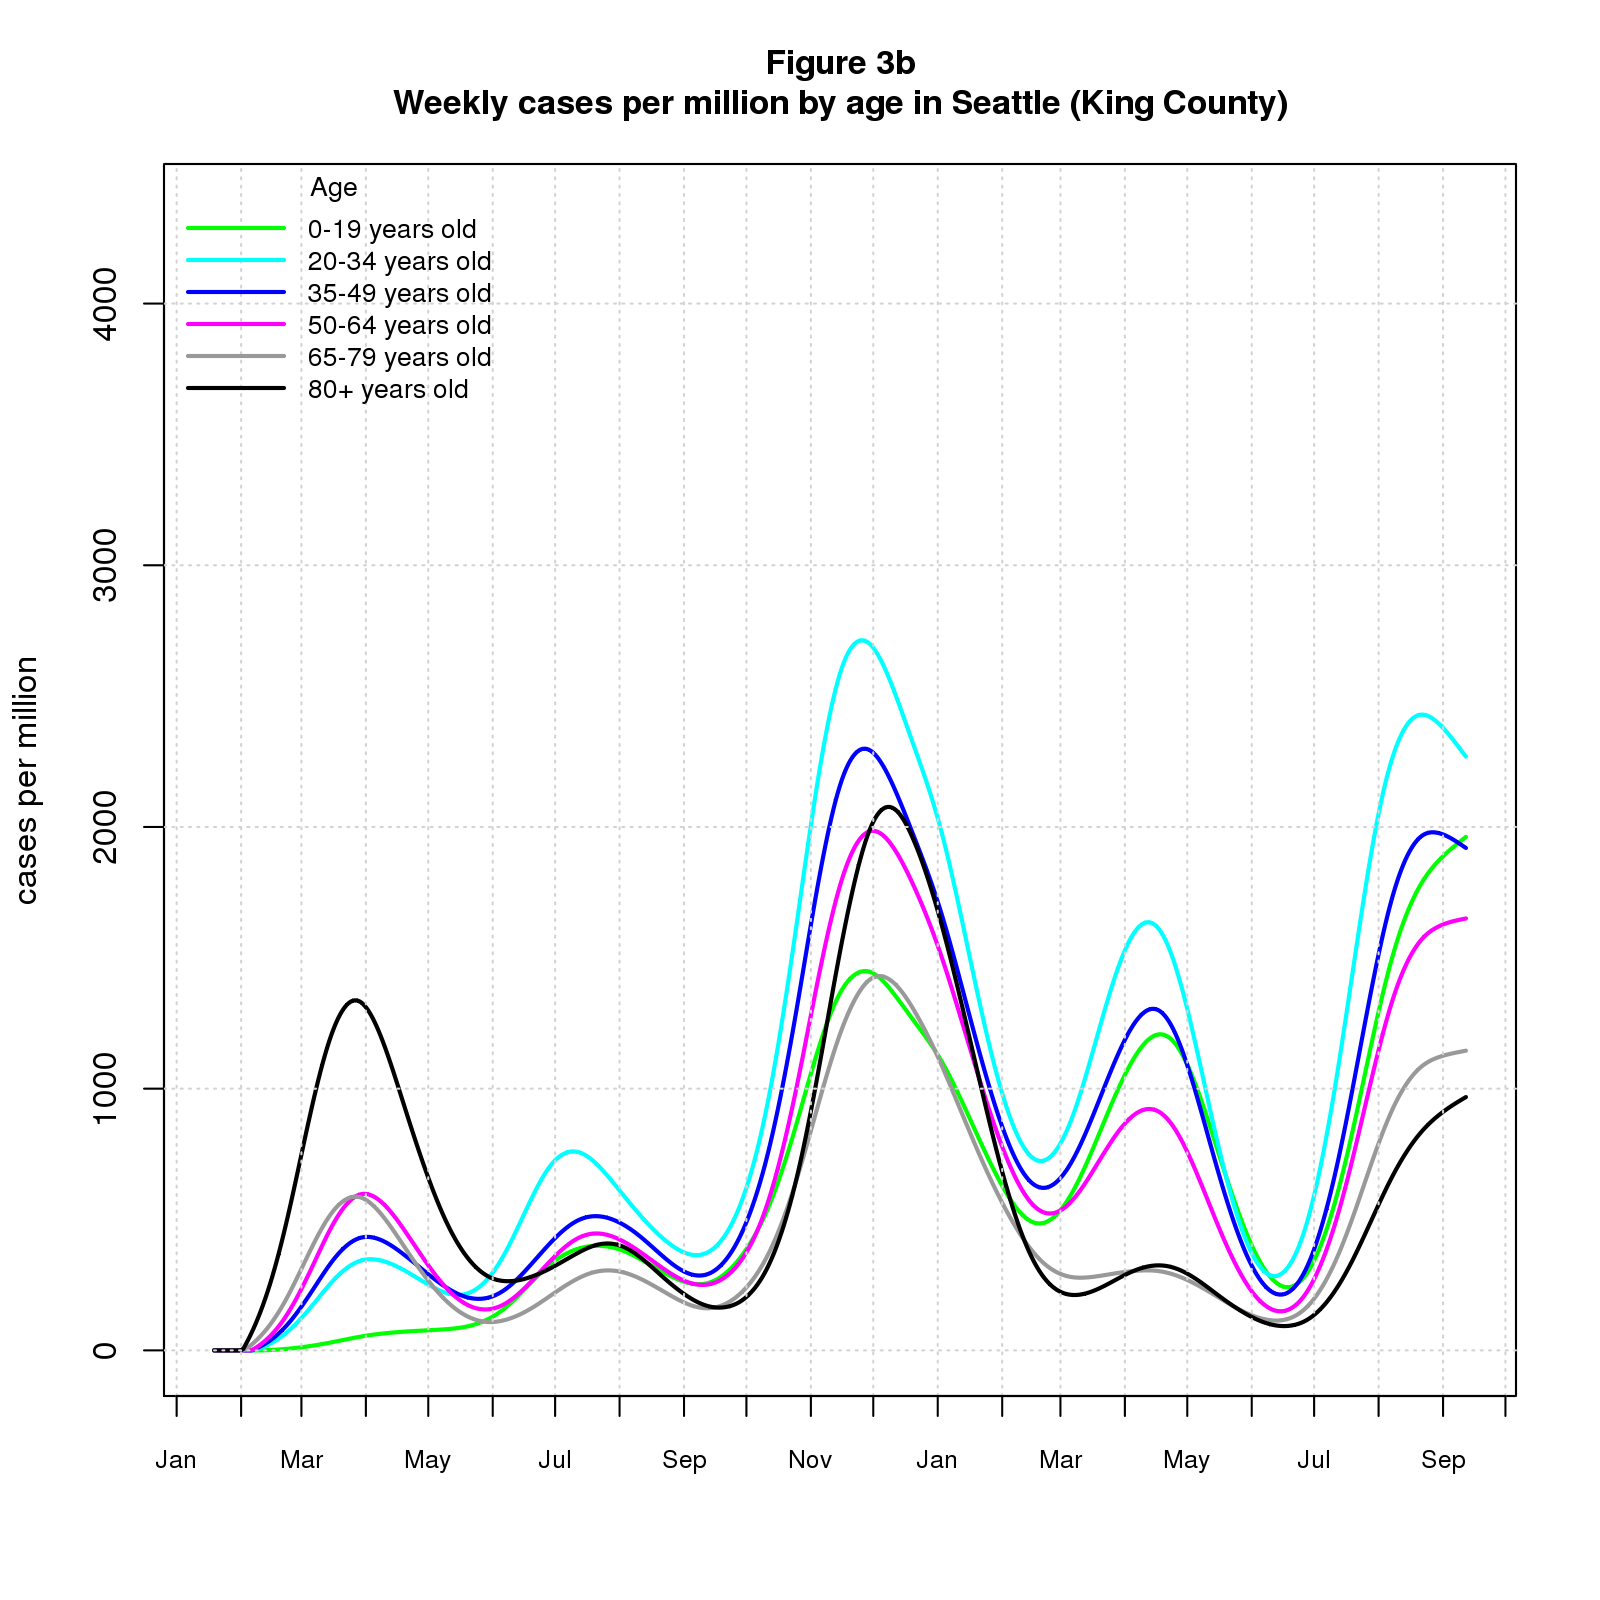 Figure 3b
Weekly cases per million by age in Seattle (King County)
Age
0-19 years old
20-34 years old
35-49 years old
50-64 years old
65-79 years old
80+ years old
cases per million
4000
3000
2000
1000
0
Jan Mar May Jul Sep Nov Jan Mar May Jul Sep